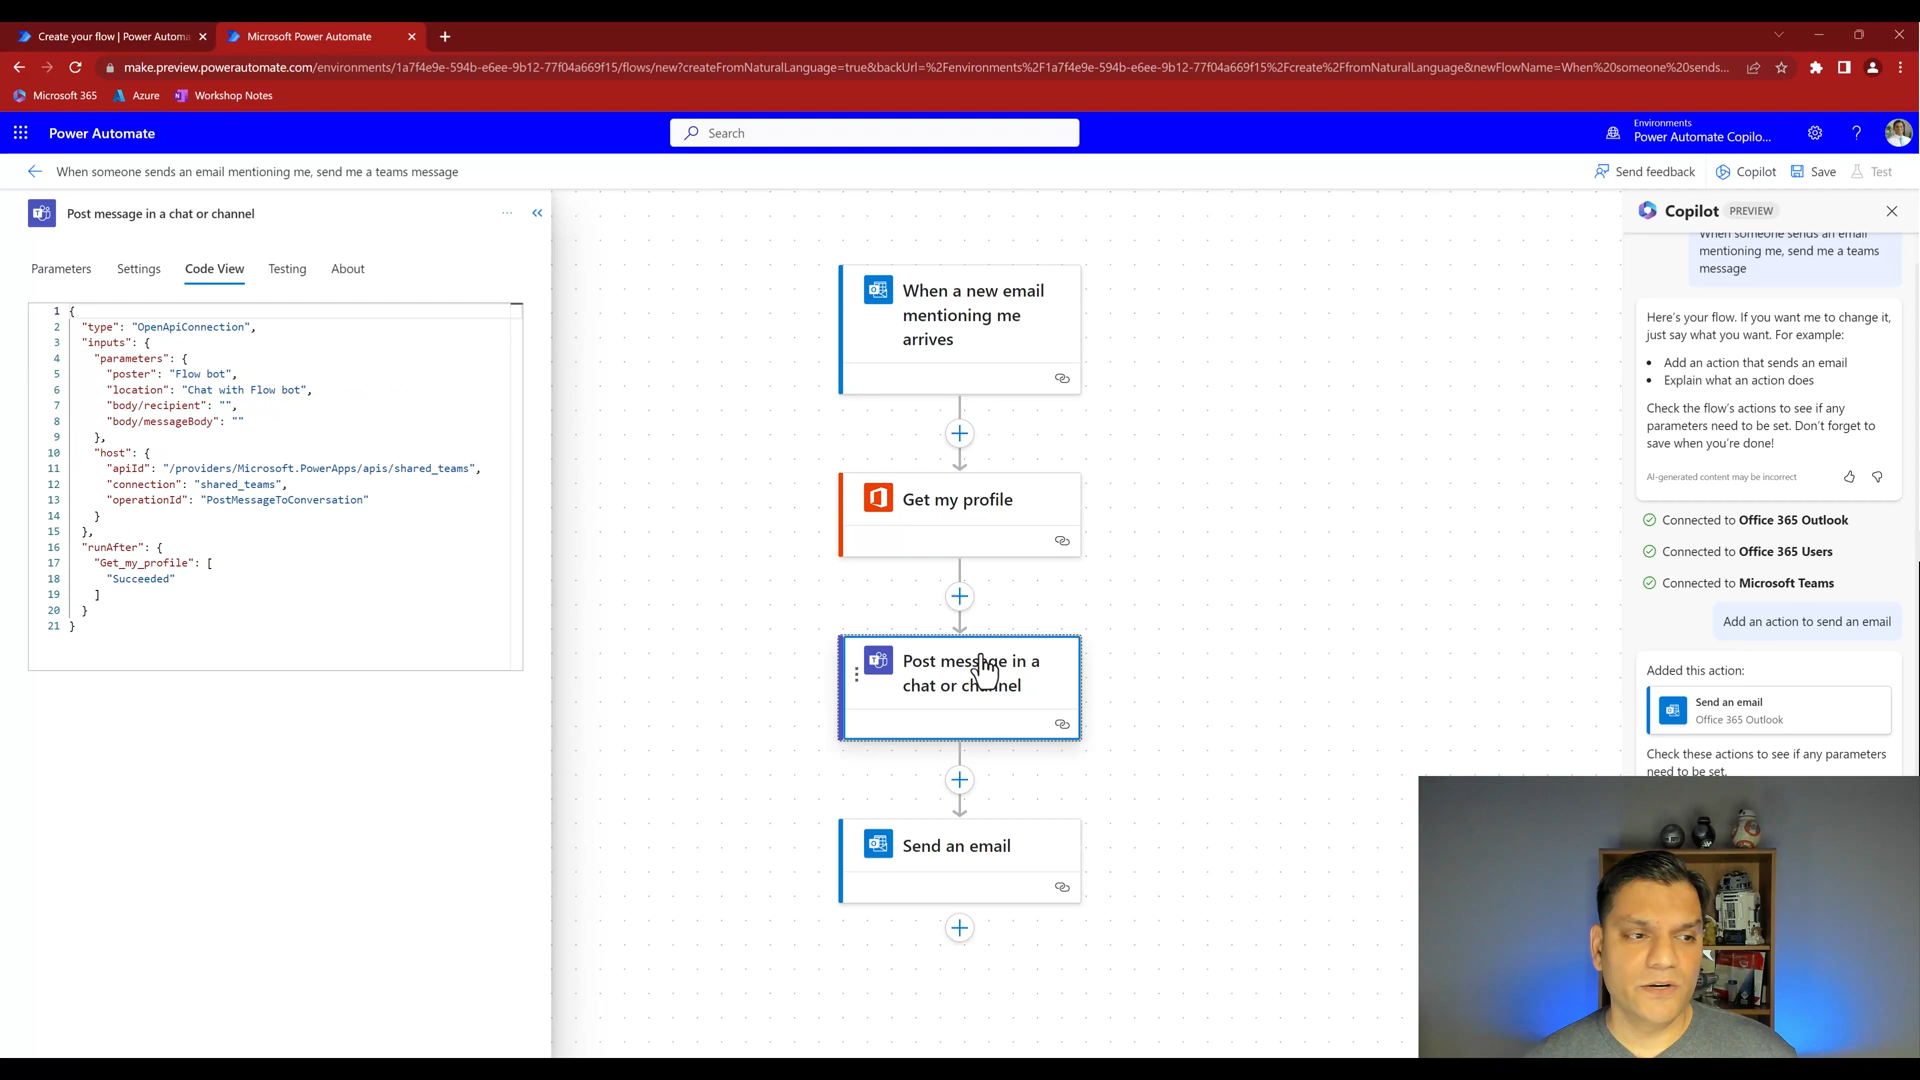 Create your flow | Power Automa
Microsoft Power Automate
make.preview.powerautomate.com/environments/1a7f4e9e-594b-e6ee-9b12-77f04a669f15/flows/new?createFromNaturalLanguage=true&backUrl=%2Fenvironments%2F1a7f4e9e-594b-e6ee-9b12-77f04a669f15%2Fcreate%2FfromNaturalLanguage&newFlowName=When%20someone%20sends...
Microsoft 365
Azure
Workshop Notes
Power Automate
Search
Environments
Power Automate Copilo...
When someone sends an email mentioning me, send me a teams message
Send feedback
Copilot
Save
Test
Post message in a chat or channel
Parameters
Settings
Code View
Testing
About
1 {
2 "type": "OpenApiConnection",
3 "inputs": {
4 "parameters": {
5 "poster": "Flow bot",
6 "location": "Chat with Flow bot",
7 "body/recipient": "",
8 "body/messageBody": ""
9 },
10 "host": {
11 "apiId": "/providers/Microsoft.PowerApps/apis/shared_teams",
12 "connection": "shared_teams",
13 "operationId": "PostMessageToConversation"
14 }
15 },
16 "runAfter": {
17 "Get_my_profile": [
18 "Succeeded"
19 ]
20 }
21 }
When a new email
mentioning me
arrives
Get my profile
Post message in a
chat or channel
Send an email
Copilot PREVIEW
When someone sends an email
mentioning me, send me a teams
message
Here's your flow. If you want me to change it,
just say what you want. For example:
• Add an action that sends an email
• Explain what an action does
Check the flow's actions to see if any
parameters need to be set. Don't forget to
save when you're done!
AI-generated content may be incorrect
Connected to Office 365 Outlook
Connected to Office 365 Users
Connected to Microsoft Teams
Add an action to send an email
Added this action:
Send an email
Office 365 Outlook
Check these actions to see if any parameters
need to be set.